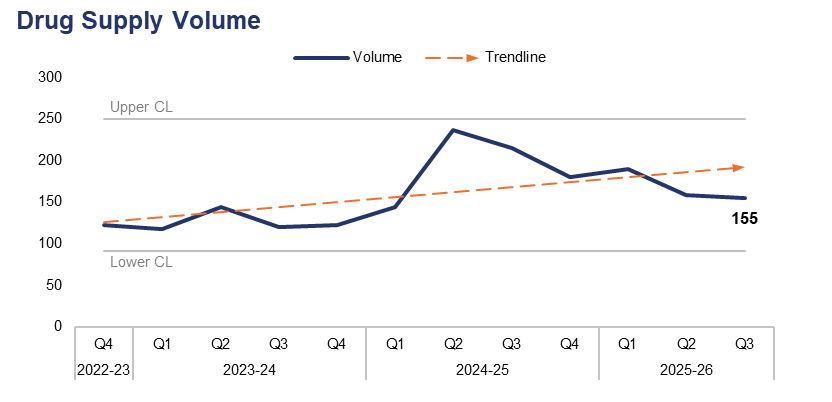 Drug Supply Volume
Volume Trendline
300
Upper CL
250
200
150
155
100
Lower CL
50
0
Q4 Q1 Q2 Q3 Q4 Q1 Q2 Q3 Q4 Q1 Q2 Q3
2022-23 2023-24 2024-25 2025-26